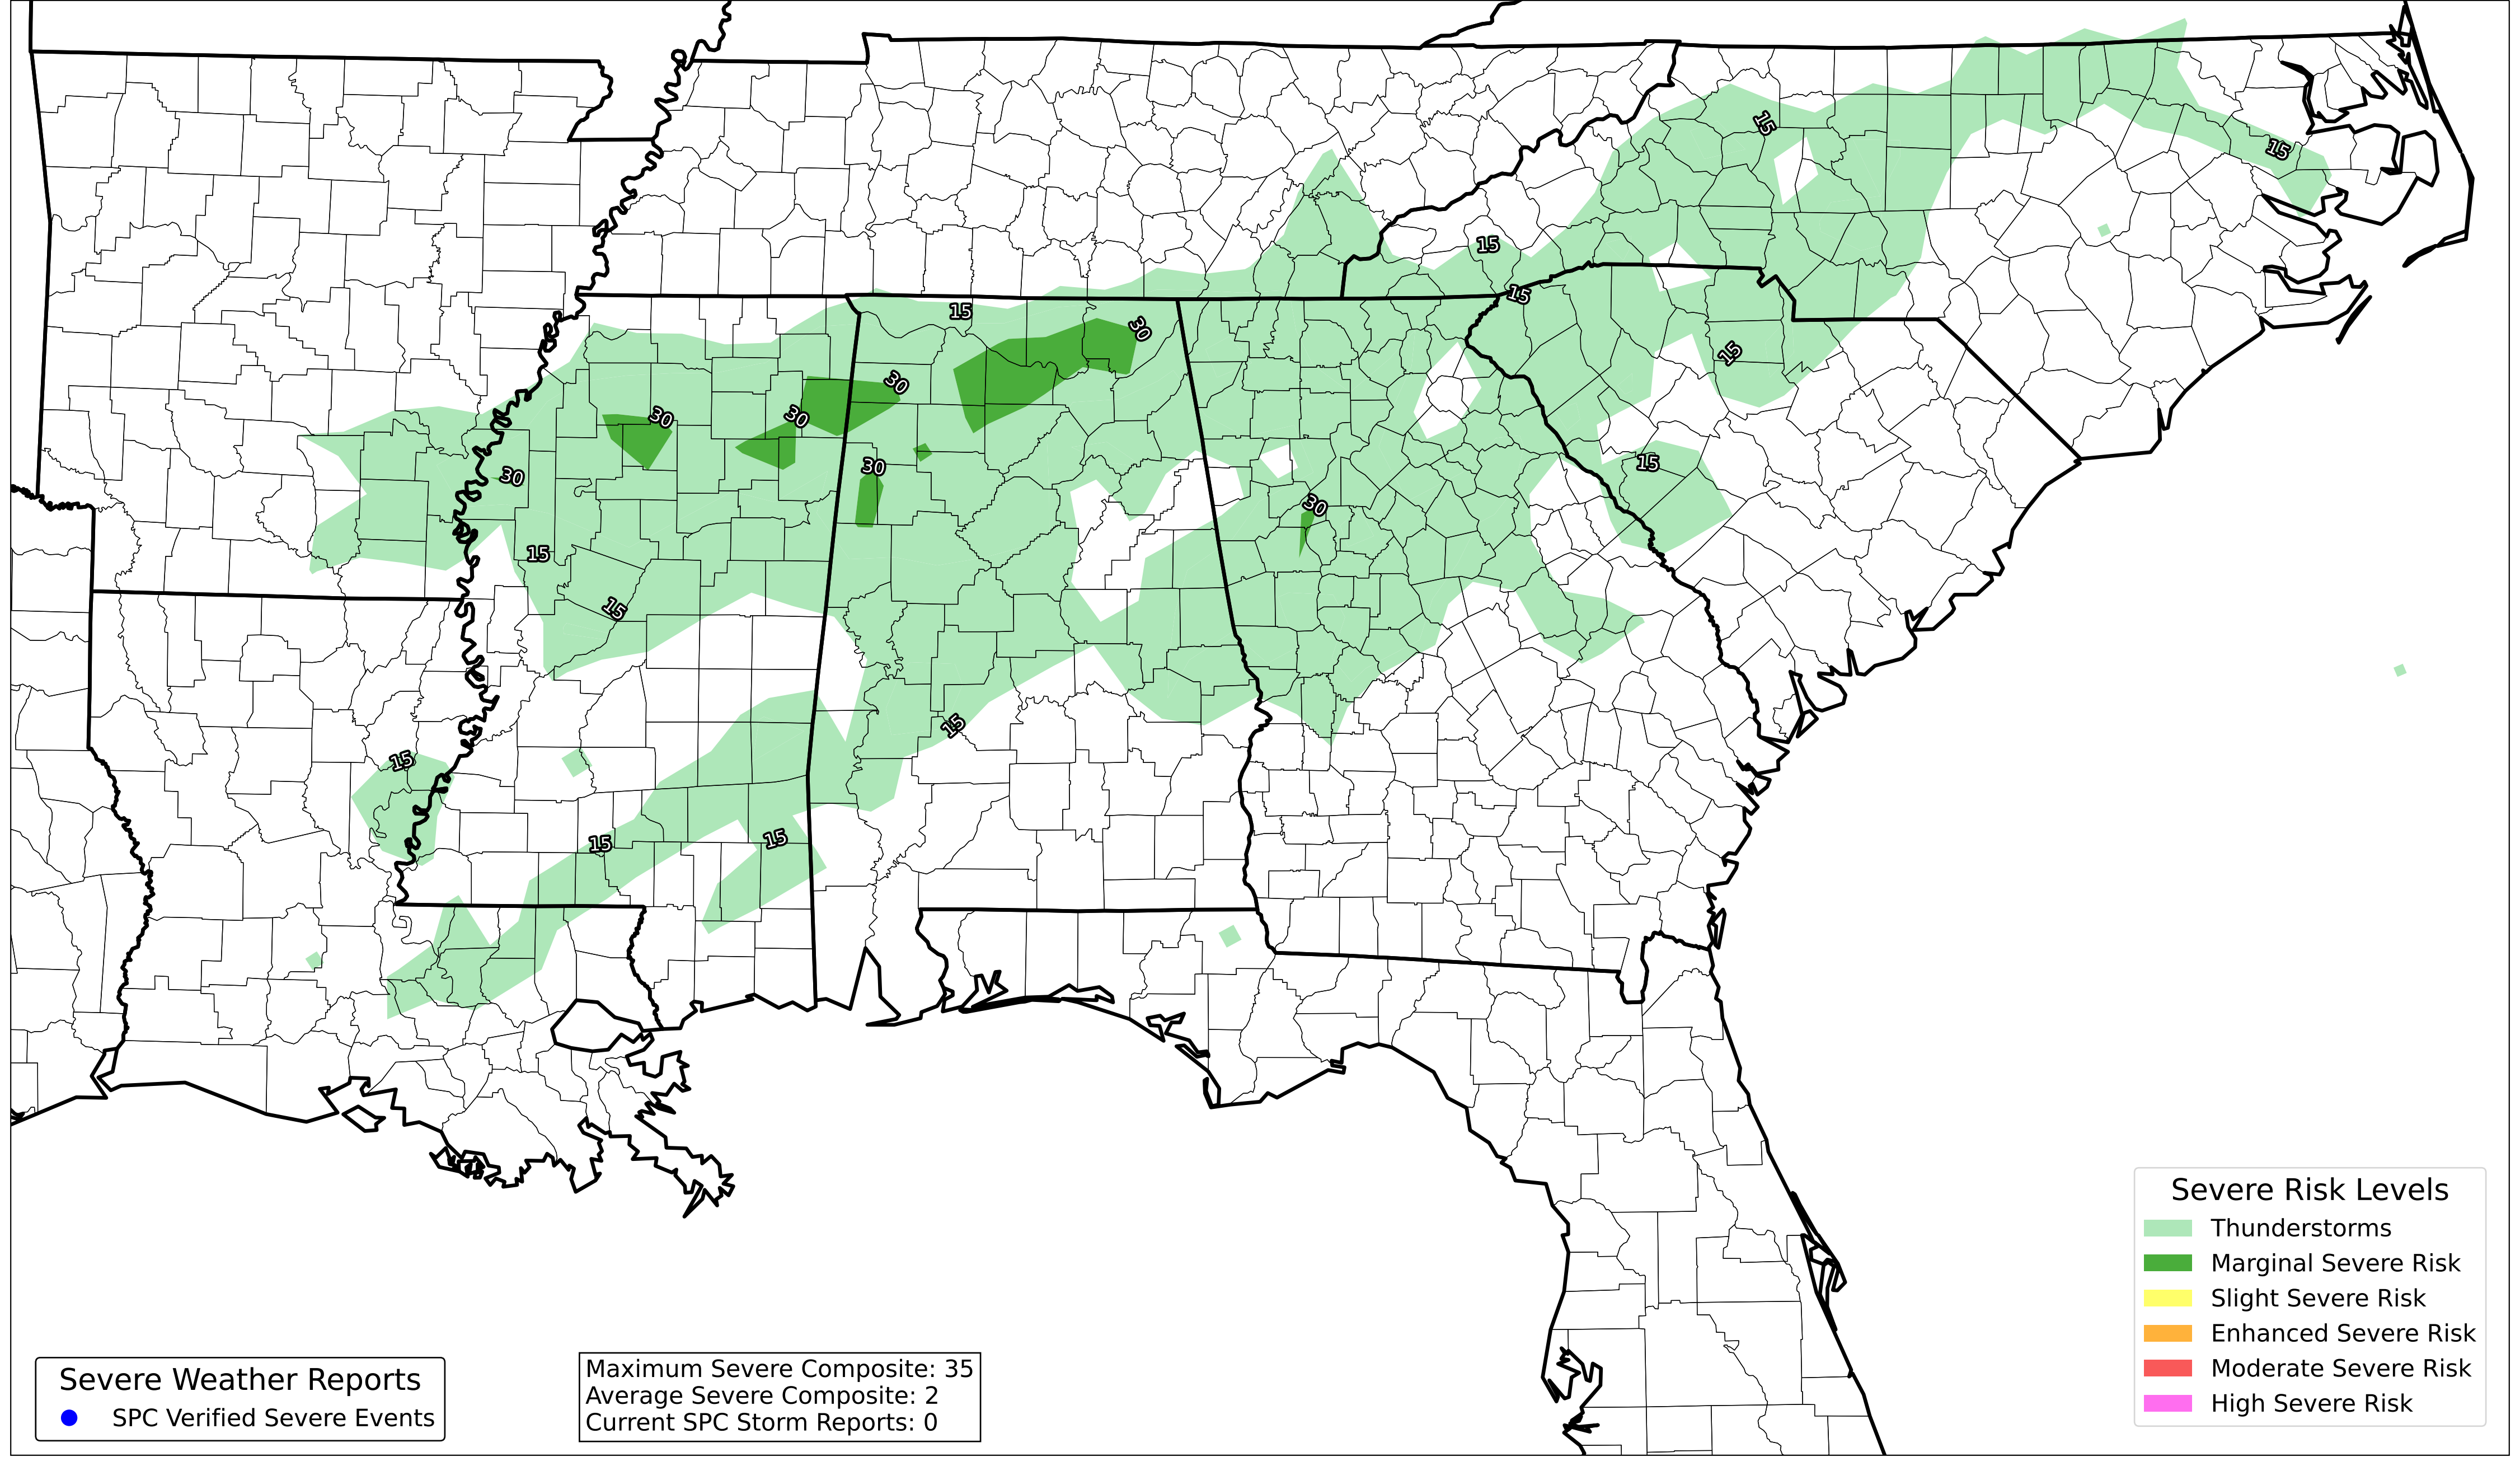 15
15
15
15
15
30
30
15
30
30
15
30
30
15
30
15
15
15
15
15
15
Severe Risk Levels
Thunderstorms
Marginal Severe Risk
Slight Severe Risk
Enhanced Severe Risk
Moderate Severe Risk
High Severe Risk
Severe Weather Reports
SPC Verified Severe Events
Maximum Severe Composite: 35
Average Severe Composite: 2
Current SPC Storm Reports: 0